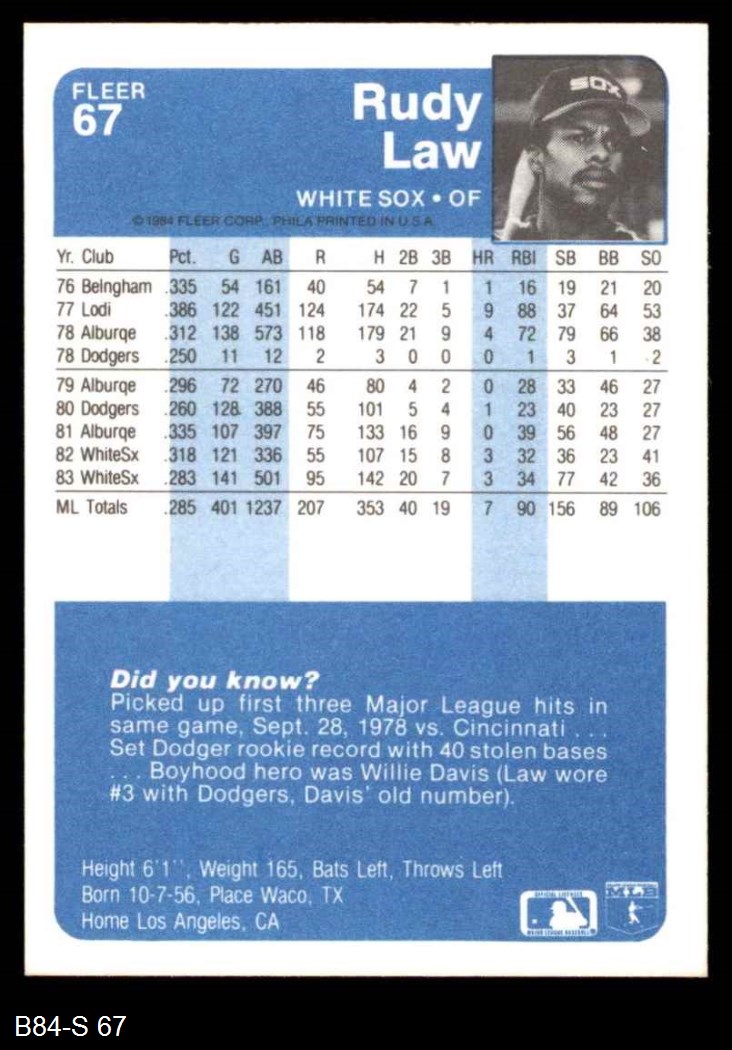 FLEER
67
Rudy
Law
WHITE SOX • OF
SOX
© 1984 FLEER CORP., PHILA PRINTED IN U.S.A.
Yr. Club Pct. G AB R H 2B 3B HR RBI SB BB SO
76 Belngham .335 54 161 40 54 7 1 1 16 19 21 20
77 Lodi .386 122 451 124 174 22 5 9 88 37 64 53
78 Alburqe .312 138 573 118 179 21 9 4 72 79 66 38
78 Dodgers .250 11 12 2 3 0 0 0 1 3 1 2
79 Alburqe .296 72 270 46 80 4 2 0 28 33 46 27
80 Dodgers .260 128 388 55 101 5 4 1 23 40 23 27
81 Alburqe .335 107 397 75 133 16 9 0 39 56 48 27
82 WhiteSx .318 121 336 55 107 15 8 3 32 36 23 41
83 WhiteSx .283 141 501 95 142 20 7 3 34 77 42 36
ML Totals .285 401 1237 207 353 40 19 7 90 156 89 106
Did you know?
Picked up first three Major League hits in
same game, Sept. 28, 1978 vs. Cincinnati . . .
Set Dodger rookie record with 40 stolen bases
. . . Boyhood hero was Willie Davis (Law wore
#3 with Dodgers, Davis' old number).
Height 6'1'', Weight 165, Bats Left, Throws Left
Born 10-7-56, Place Waco, TX
Home Los Angeles, CA
OFFICIAL LICENSEE
MAJOR LEAGUE BASEBALL
MLB
B84-S 67